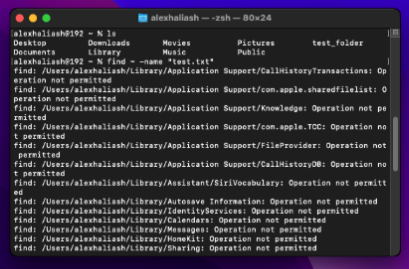 alexhaliash — -zsh — 80×24
[alexhaliash@192 ~ % ls
Desktop Downloads Movies Pictures test_folder
Documents Library Music Public
[alexhaliash@192 ~ % find ~ -name "test.txt"
find: /Users/alexhaliash/Library/Application Support/CallHistoryTransactions: Op
eration not permitted
find: /Users/alexhaliash/Library/Application Support/com.apple.sharedfilelist: O
peration not permitted
find: /Users/alexhaliash/Library/Application Support/Knowledge: Operation not pe
rmitted
find: /Users/alexhaliash/Library/Application Support/com.apple.TCC: Operation no
t permitted
find: /Users/alexhaliash/Library/Application Support/FileProvider: Operation not
 permitted
find: /Users/alexhaliash/Library/Application Support/CallHistoryDB: Operation no
t permitted
find: /Users/alexhaliash/Library/Assistant/SiriVocabulary: Operation not permitt
ed
find: /Users/alexhaliash/Library/Autosave Information: Operation not permitted
find: /Users/alexhaliash/Library/IdentityServices: Operation not permitted
find: /Users/alexhaliash/Library/Calendars: Operation not permitted
find: /Users/alexhaliash/Library/Messages: Operation not permitted
find: /Users/alexhaliash/Library/HomeKit: Operation not permitted
find: /Users/alexhaliash/Library/Sharing: Operation not permitted